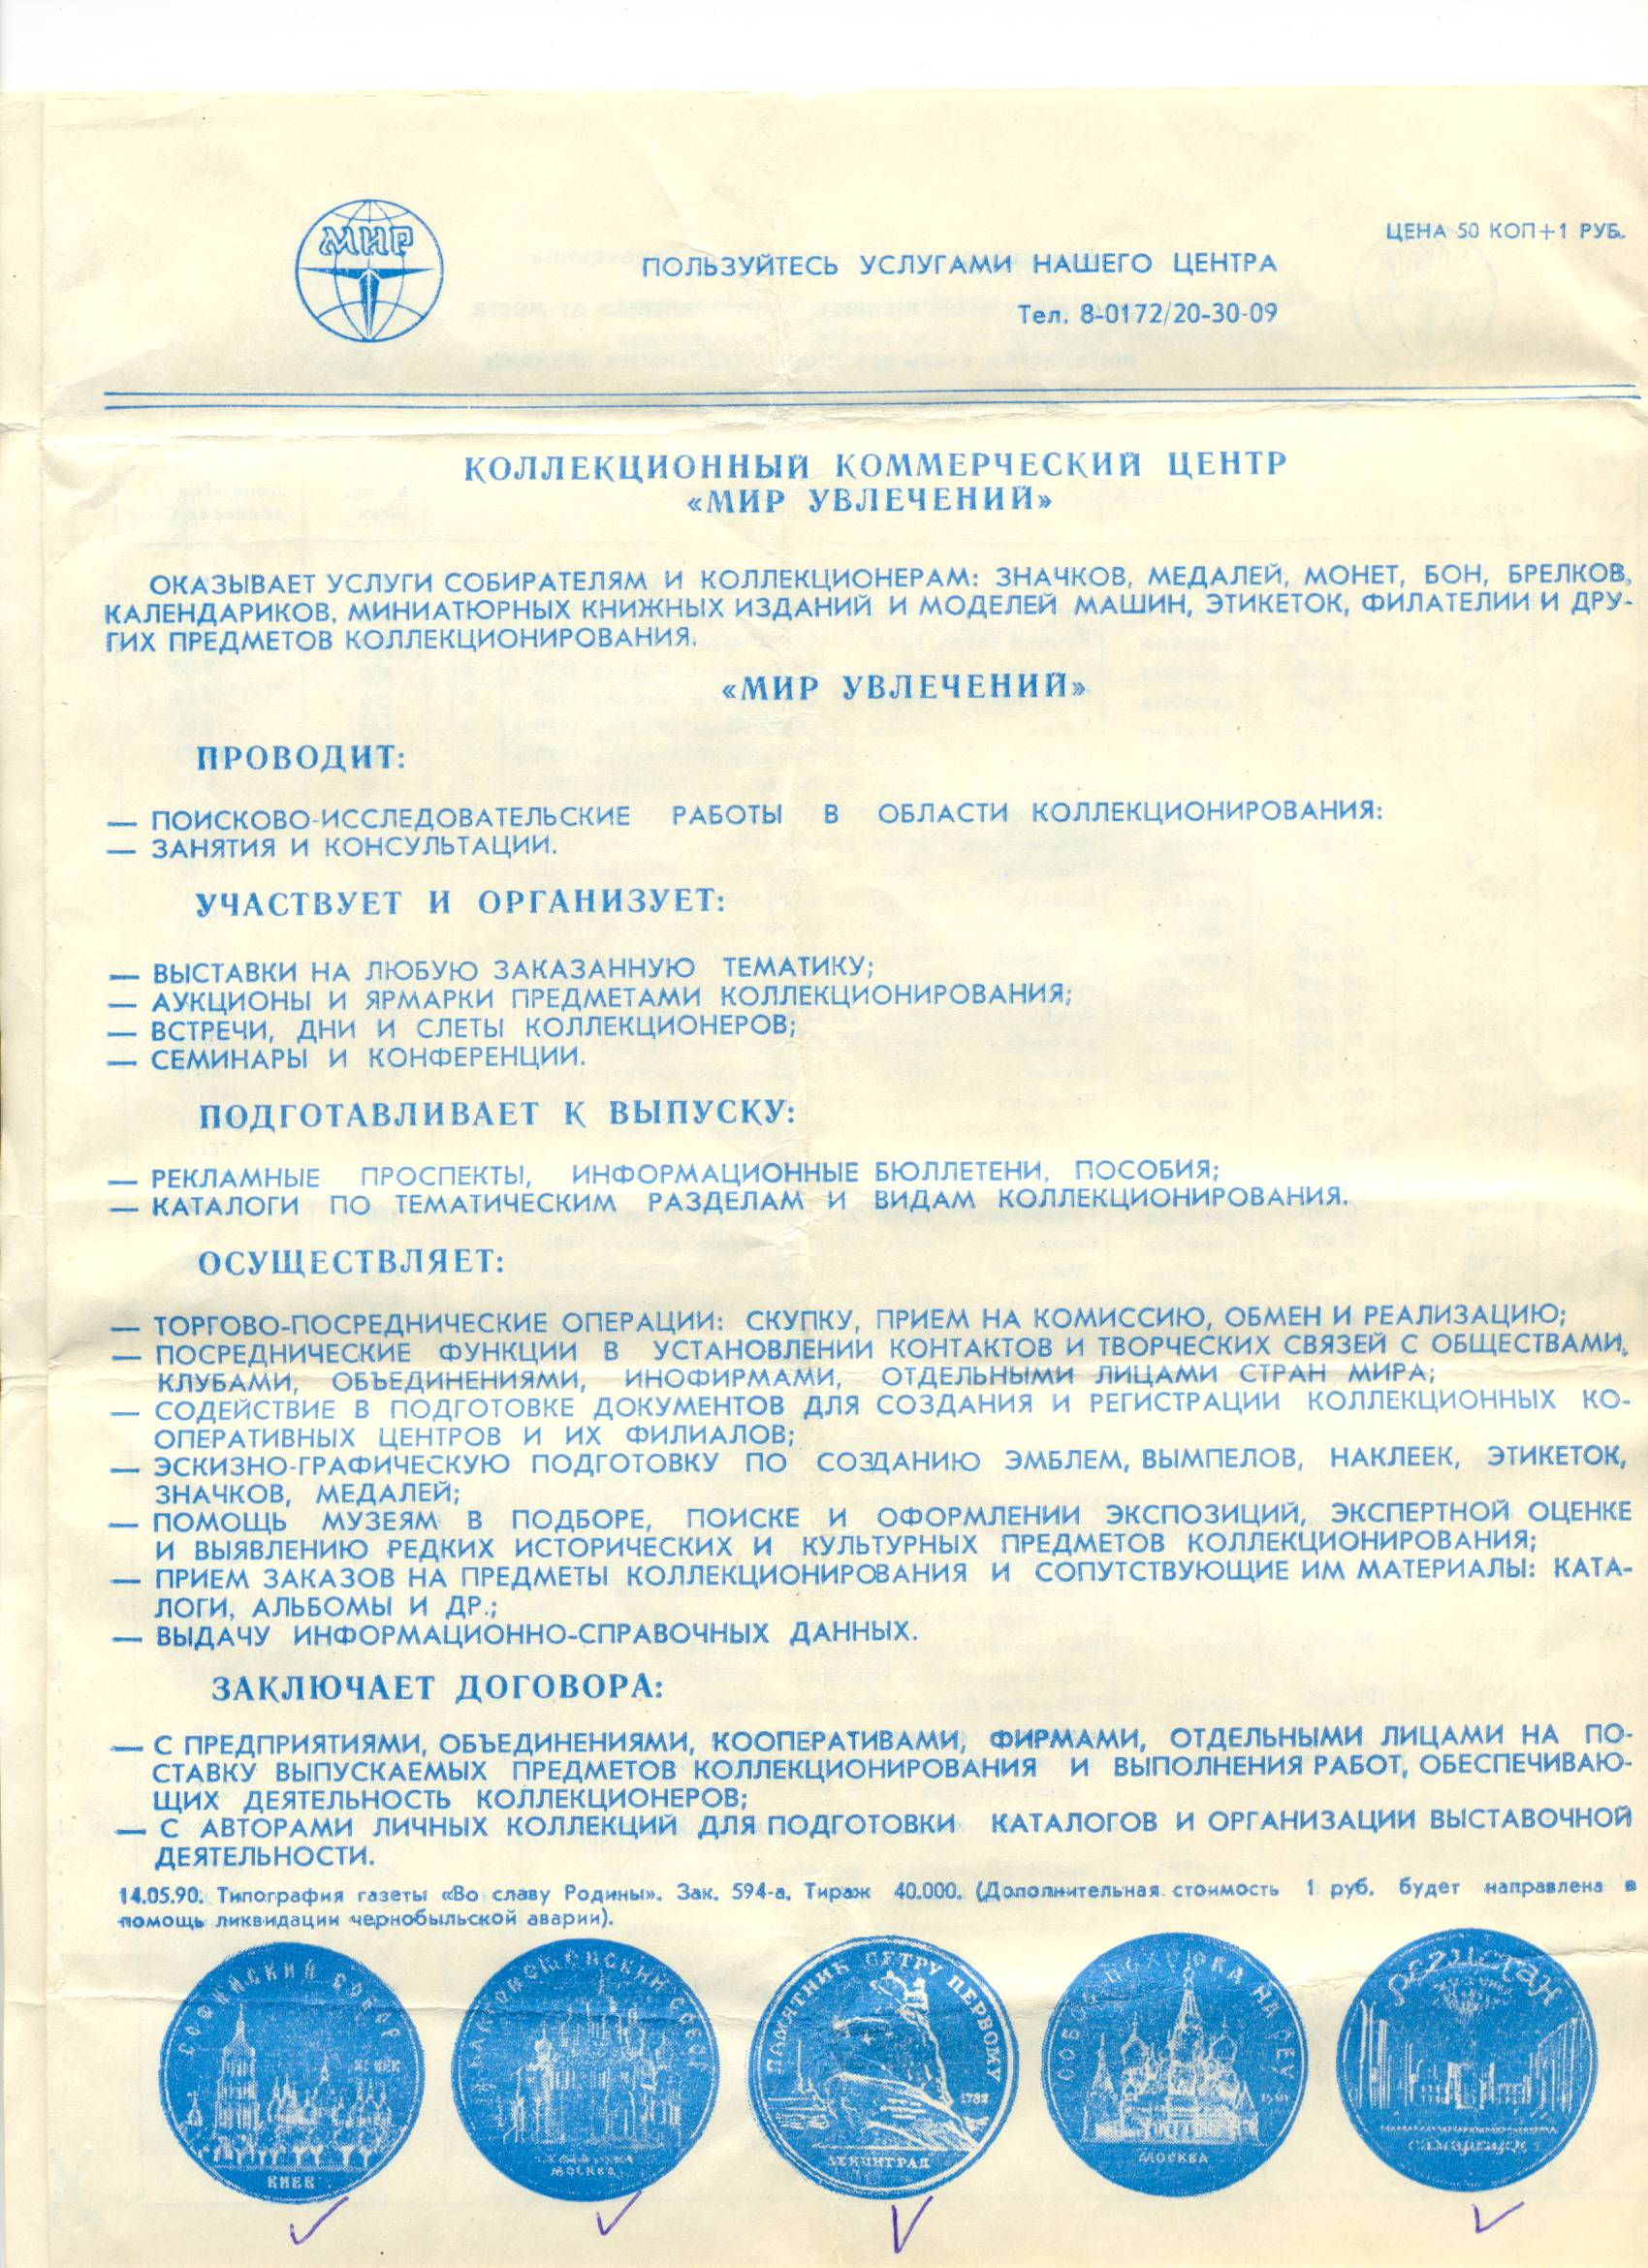 МИР
ЦЕНА 50 КОП+1 РУБ.
ПОЛЬЗУЙТЕСЬ УСЛУГАМИ НАШЕГО ЦЕНТРА
Тел. 8-0172/20-30-09
КОЛЛЕКЦИОННЫЙ КОММЕРЧЕСКИЙ ЦЕНТР
«МИР УВЛЕЧЕНИЙ»
ОКАЗЫВАЕТ УСЛУГИ СОБИРАТЕЛЯМ И КОЛЛЕКЦИОНЕРАМ: ЗНАЧКОВ, МЕДАЛЕЙ, МОНЕТ, БОН, БРЕЛКОВ,
КАЛЕНДАРИКОВ, МИНИАТЮРНЫХ КНИЖНЫХ ИЗДАНИЙ И МОДЕЛЕЙ МАШИН, ЭТИКЕТОК, ФИЛАТЕЛИИ И ДРУ-
ГИХ ПРЕДМЕТОВ КОЛЛЕКЦИОНИРОВАНИЯ.
«МИР УВЛЕЧЕНИЙ»
ПРОВОДИТ:
— ПОИСКОВО-ИССЛЕДОВАТЕЛЬСКИЕ РАБОТЫ В ОБЛАСТИ КОЛЛЕКЦИОНИРОВАНИЯ:
— ЗАНЯТИЯ И КОНСУЛЬТАЦИИ.
УЧАСТВУЕТ И ОРГАНИЗУЕТ:
— ВЫСТАВКИ НА ЛЮБУЮ ЗАКАЗАННУЮ ТЕМАТИКУ;
— АУКЦИОНЫ И ЯРМАРКИ ПРЕДМЕТАМИ КОЛЛЕКЦИОНИРОВАНИЯ;
— ВСТРЕЧИ, ДНИ И СЛЕТЫ КОЛЛЕКЦИОНЕРОВ;
— СЕМИНАРЫ И КОНФЕРЕНЦИИ.
ПОДГОТАВЛИВАЕТ К ВЫПУСКУ:
— РЕКЛАМНЫЕ ПРОСПЕКТЫ, ИНФОРМАЦИОННЫЕ БЮЛЛЕТЕНИ, ПОСОБИЯ;
— КАТАЛОГИ ПО ТЕМАТИЧЕСКИМ РАЗДЕЛАМ И ВИДАМ КОЛЛЕКЦИОНИРОВАНИЯ.
ОСУЩЕСТВЛЯЕТ:
— ТОРГОВО-ПОСРЕДНИЧЕСКИЕ ОПЕРАЦИИ: СКУПКУ, ПРИЕМ НА КОМИССИЮ, ОБМЕН И РЕАЛИЗАЦИЮ;
— ПОСРЕДНИЧЕСКИЕ ФУНКЦИИ В УСТАНОВЛЕНИИ КОНТАКТОВ И ТВОРЧЕСКИХ СВЯЗЕЙ С ОБЩЕСТВАМИ,
КЛУБАМИ, ОБЪЕДИНЕНИЯМИ, ИНОФИРМАМИ, ОТДЕЛЬНЫМИ ЛИЦАМИ СТРАН МИРА;
— СОДЕЙСТВИЕ В ПОДГОТОВКЕ ДОКУМЕНТОВ ДЛЯ СОЗДАНИЯ И РЕГИСТРАЦИИ КОЛЛЕКЦИОННЫХ КО-
ОПЕРАТИВНЫХ ЦЕНТРОВ И ИХ ФИЛИАЛОВ;
— ЭСКИЗНО-ГРАФИЧЕСКУЮ ПОДГОТОВКУ ПО СОЗДАНИЮ ЭМБЛЕМ, ВЫМПЕЛОВ, НАКЛЕЕК, ЭТИКЕТОК,
ЗНАЧКОВ, МЕДАЛЕЙ;
— ПОМОЩЬ МУЗЕЯМ В ПОДБОРЕ, ПОИСКЕ И ОФОРМЛЕНИИ ЭКСПОЗИЦИЙ, ЭКСПЕРТНОЙ ОЦЕНКЕ
И ВЫЯВЛЕНИЮ РЕДКИХ ИСТОРИЧЕСКИХ И КУЛЬТУРНЫХ ПРЕДМЕТОВ КОЛЛЕКЦИОНИРОВАНИЯ;
— ПРИЕМ ЗАКАЗОВ НА ПРЕДМЕТЫ КОЛЛЕКЦИОНИРОВАНИЯ И СОПУТСТВУЮЩИЕ ИМ МАТЕРИАЛЫ: КАТА-
ЛОГИ, АЛЬБОМЫ И ДР.;
— ВЫДАЧУ ИНФОРМАЦИОННО-СПРАВОЧНЫХ ДАННЫХ.
ЗАКЛЮЧАЕТ ДОГОВОРА:
— С ПРЕДПРИЯТИЯМИ, ОБЪЕДИНЕНИЯМИ, КООПЕРАТИВАМИ, ФИРМАМИ, ОТДЕЛЬНЫМИ ЛИЦАМИ НА ПО-
СТАВКУ ВЫПУСКАЕМЫХ ПРЕДМЕТОВ КОЛЛЕКЦИОНИРОВАНИЯ И ВЫПОЛНЕНИЯ РАБОТ, ОБЕСПЕЧИВАЮ-
ЩИХ ДЕЯТЕЛЬНОСТЬ КОЛЛЕКЦИОНЕРОВ;
— С АВТОРАМИ ЛИЧНЫХ КОЛЛЕКЦИЙ ДЛЯ ПОДГОТОВКИ КАТАЛОГОВ И ОРГАНИЗАЦИИ ВЫСТАВОЧНОЙ
ДЕЯТЕЛЬНОСТИ.
14.05.90. Типография газеты «Во славу Родины». Зак. 594-а. Тираж 40.000. (Дополнительная стоимость 1 руб. будет направлена в
помощь ликвидации чернобыльской аварии).
СОФИЙСКИЙ СОБОР
КИЕВ
БЛАГОВЕЩЕНСКИЙ СОБОР
МОСКВА
ПАМЯТНИК ПЕТРУ ПЕРВОМУ
1782
ЛЕНИНГРАД
СОБОР ПОКРОВА НА РВУ
МОСКВА
РЕГИСТАН
САМАРКАНД